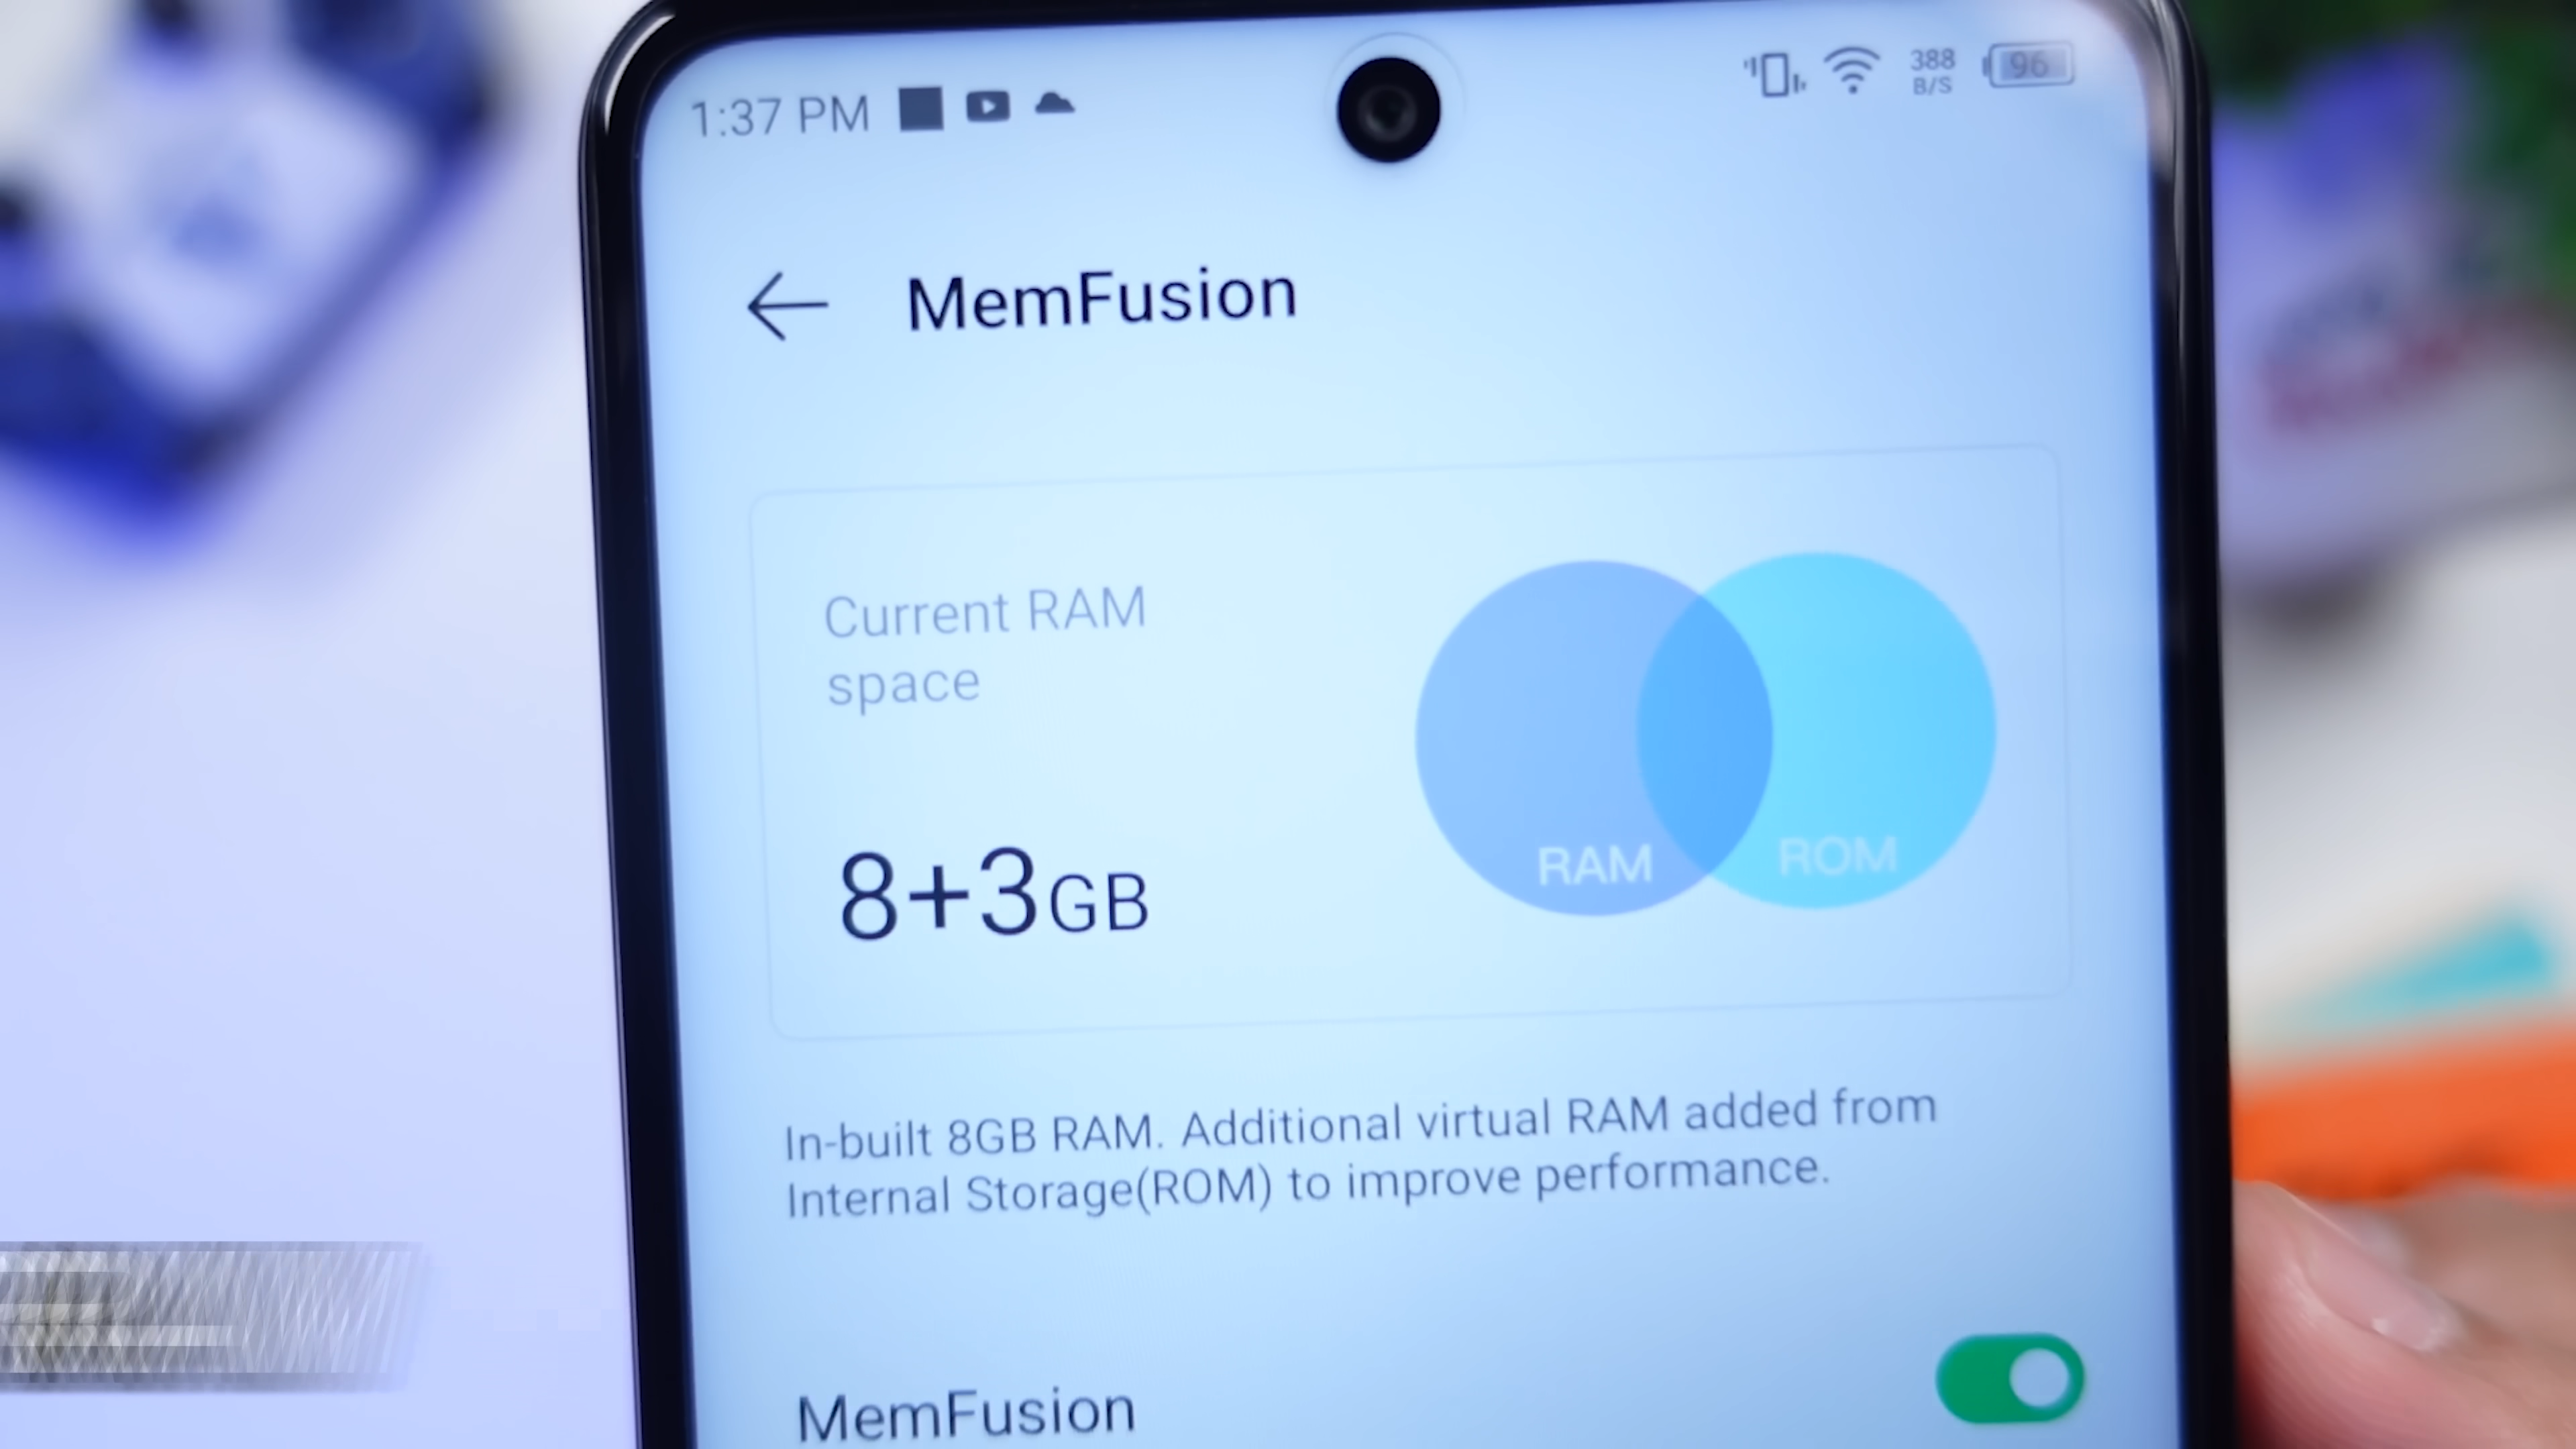 1:37 PM
388
B/S
96
MemFusion
Current RAM
space
8+3GB
RAM
ROM
In-built 8GB RAM. Additional virtual RAM added from
Internal Storage(ROM) to improve performance.
MemFusion